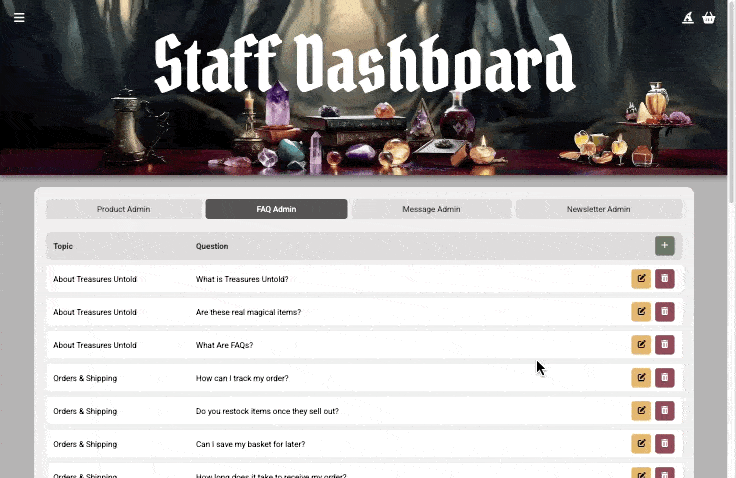 Staff Dashboard
Product Admin
FAQ Admin
Message Admin
Newsletter Admin
Topic Question
About Treasures Untold What is Treasures Untold?
About Treasures Untold Are these real magical items?
About Treasures Untold What Are FAQs?
Orders & Shipping How can I track my order?
Orders & Shipping Do you restock items once they sell out?
Orders & Shipping Can I save my basket for later?
Orders & Shipping How long does it take to receive my order?